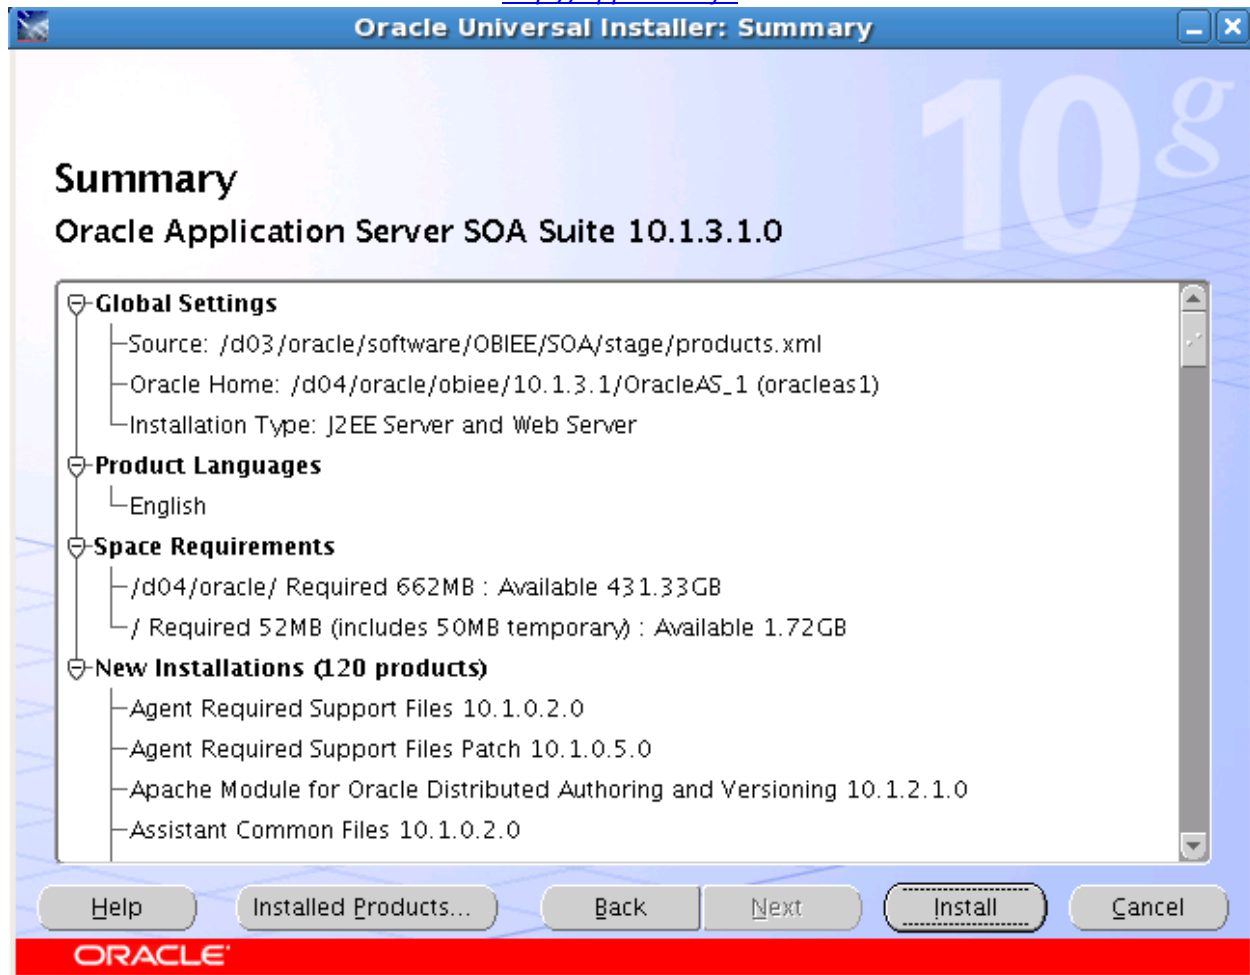 Oracle Universal Installer: Summary
10g
Summary
Oracle Application Server SOA Suite 10.1.3.1.0
Global Settings
Source: /d03/oracle/software/OBIEE/SOA/stage/products.xml
Oracle Home: /d04/oracle/obiee/10.1.3.1/OracleAS_1 (oracleas1)
Installation Type: J2EE Server and Web Server
Product Languages
English
Space Requirements
/d04/oracle/ Required 662MB : Available 431.33GB
/ Required 52MB (includes 50MB temporary) : Available 1.72GB
New Installations (120 products)
Agent Required Support Files 10.1.0.2.0
Agent Required Support Files Patch 10.1.0.5.0
Apache Module for Oracle Distributed Authoring and Versioning 10.1.2.1.0
Assistant Common Files 10.1.0.2.0
Help Installed Products... Back Next Install Cancel
ORACLE